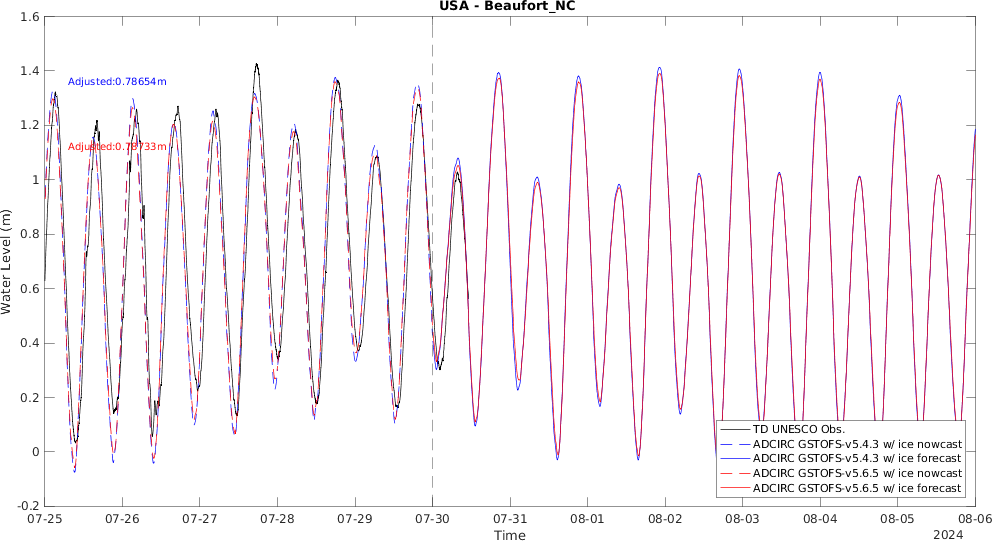 USA - Beaufort_NC
1.6
1.4
1.2
1
0.8
0.6
0.4
0.2
0
-0.2
Water Level (m)
Adjusted:0.78654m
Adjusted:0.78733m
TD UNESCO Obs.
ADCIRC GSTOFS-v5.4.3 w/ ice nowcast
ADCIRC GSTOFS-v5.4.3 w/ ice forecast
ADCIRC GSTOFS-v5.6.5 w/ ice nowcast
ADCIRC GSTOFS-v5.6.5 w/ ice forecast
07-25 07-26 07-27 07-28 07-29 07-30 07-31 08-01 08-02 08-03 08-04 08-05 08-06
Time
2024